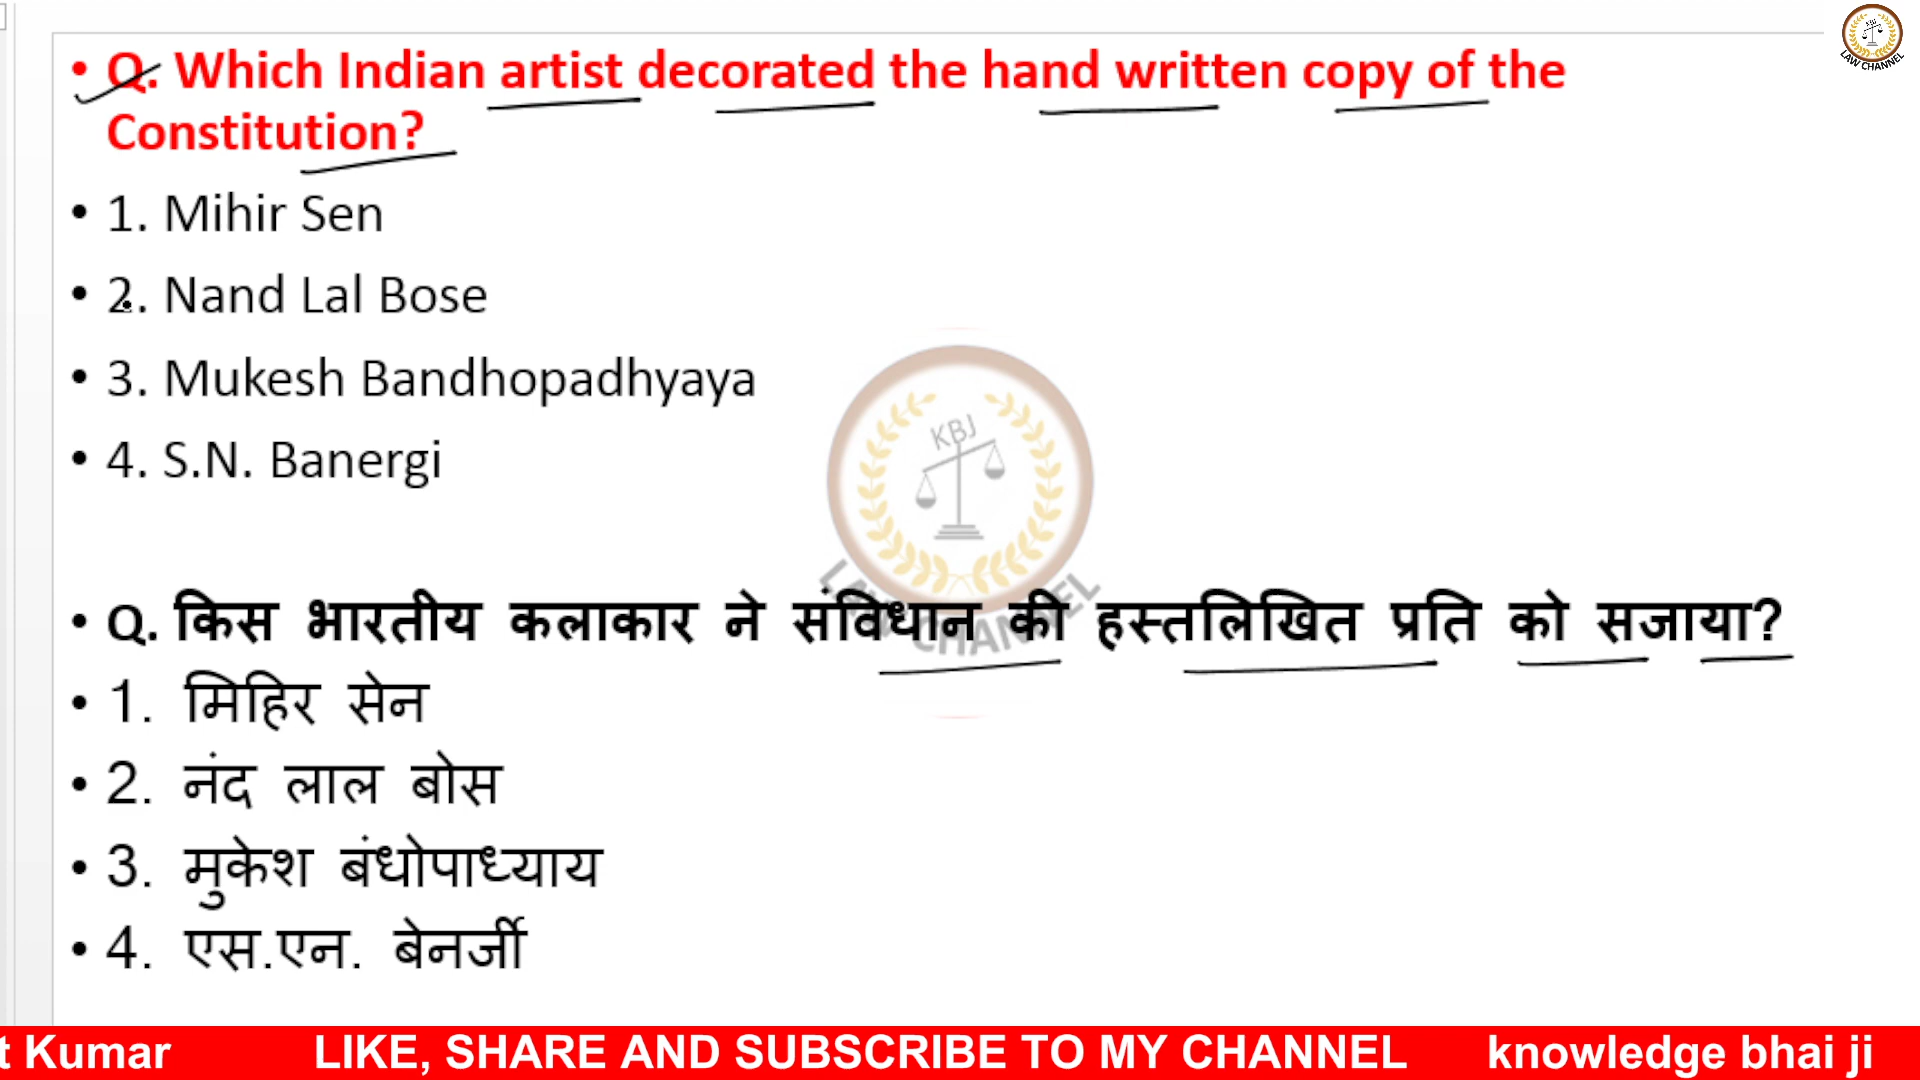 LAW CHANNEL
• Q. Which Indian artist decorated the hand written copy of the
Constitution?
• 1. Mihir Sen
• 2. Nand Lal Bose
• 3. Mukesh Bandhopadhyaya
• 4. S.N. Banergi
KBJ
LAW CHANNEL
• Q. किस भारतीय कलाकार ने संविधान की हस्तलिखित प्रति को सजाया?
• 1. मिहिर सेन
• 2. नंद लाल बोस
• 3. मुकेश बंधोपाध्याय
• 4. एस.एन. बेनर्जी
t Kumar LIKE, SHARE AND SUBSCRIBE TO MY CHANNEL knowledge bhai ji